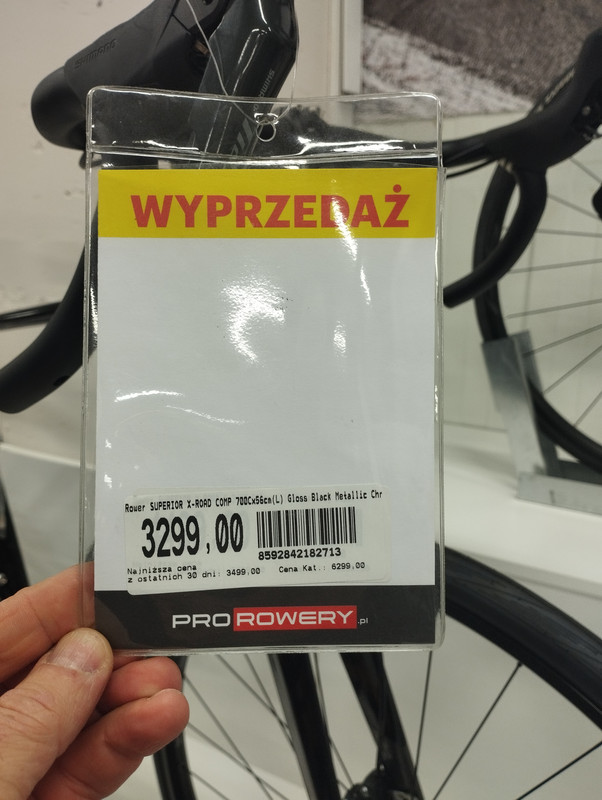 SHIMANO
WYPRZEDAŻ
Rower SUPERIOR X-ROAD COMP 700Cx56cm(L) Gloss Black Metallic Chr
3299,00
8592842182713
Najniższa cena
z ostatnich 30 dni: 3499.00 Cena Kat.: 6299.00
PROROWERY.pl